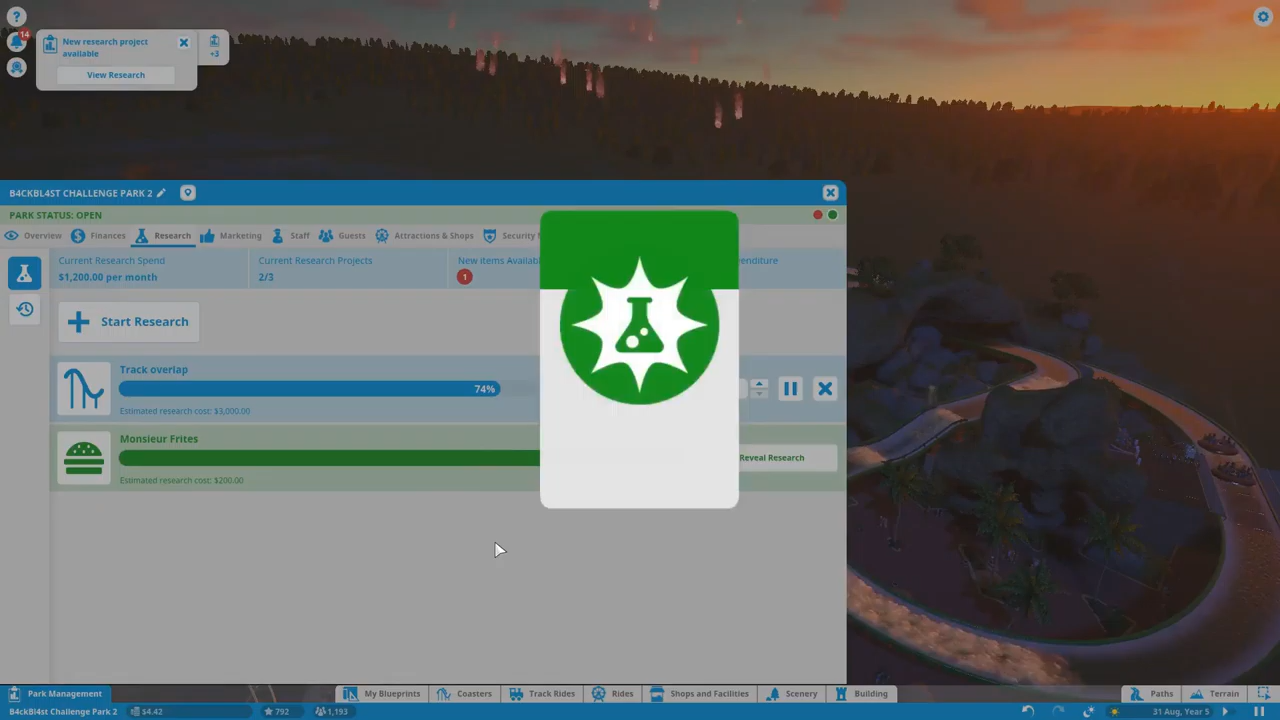 ?
14
New research project
available
View Research
+3
B4CKBL4ST CHALLENGE PARK 2
PARK STATUS: OPEN
Overview
Finances
Research
Marketing
Staff
Guests
Attractions & Shops
Security
Current Research Spend
$1,200.00 per month
Current Research Projects
2/3
New items Availab
1
enditure
Start Research
Track overlap
74%
Estimated research cost: $3,000.00
Monsieur Frites
Reveal Research
Estimated research cost: $200.00
Park Management
My Blueprints
Coasters
Track Rides
Rides
Shops and Facilities
Scenery
Building
Paths
Terrain
B4ckBl4st Challenge Park 2
$4.42
792
1,193
31 Aug, Year 5